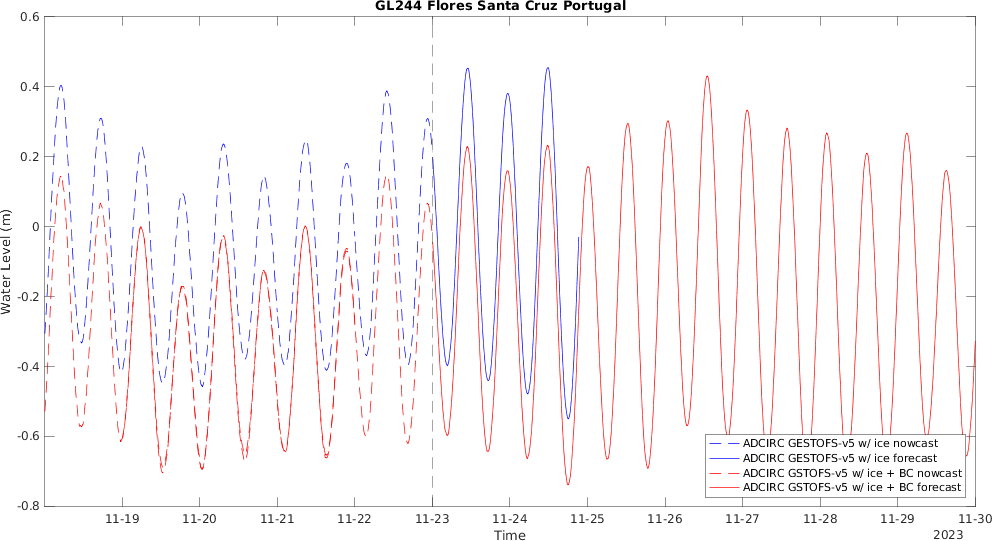 GL244 Flores Santa Cruz Portugal
0.6
0.4
0.2
0
-0.2
-0.4
-0.6
-0.8
Water Level (m)
ADCIRC GESTOFS-v5 w/ ice nowcast
ADCIRC GESTOFS-v5 w/ ice forecast
ADCIRC GSTOFS-v5 w/ ice + BC nowcast
ADCIRC GSTOFS-v5 w/ ice + BC forecast
11-19 11-20 11-21 11-22 11-23 11-24 11-25 11-26 11-27 11-28 11-29 11-30
Time
2023